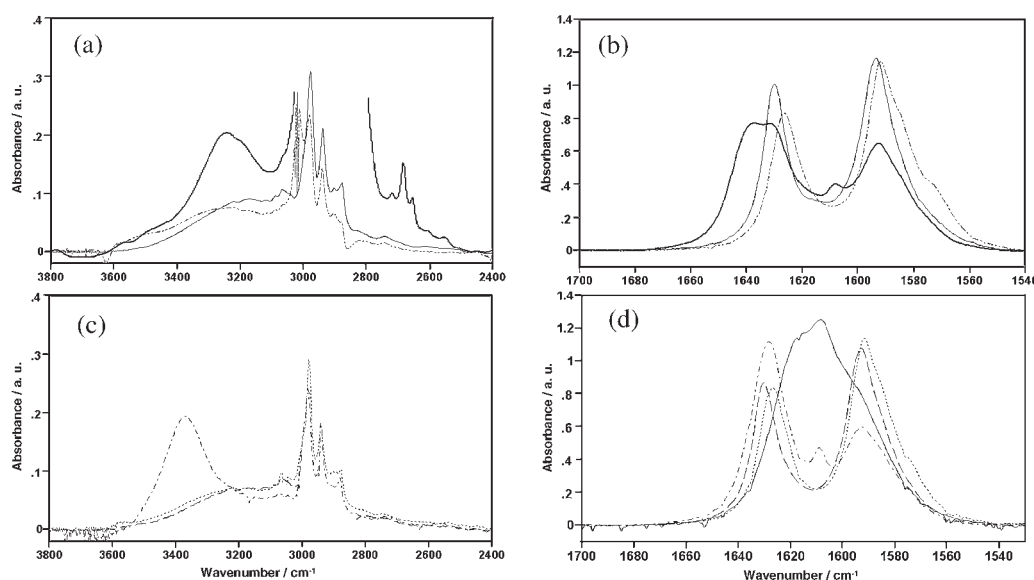 (a)
Absorbance / a. u.
.4
.3
.2
.1
0
3800 3600 3400 3200 3000 2800 2600 2400
(b)
Absorbance / a. u.
1.4
1.2
1
.8
.6
.4
.2
0
1700 1680 1660 1640 1620 1600 1580 1560 1540
(c)
Absorbance / a. u.
.4
.3
.2
.1
0
3800 3600 3400 3200 3000 2800 2600 2400
Wavenumber / cm-1
(d)
Absorbance / a. u.
1.4
1.2
1
.8
.6
.4
.2
0
1700 1680 1660 1640 1620 1600 1580 1560 1540
Wavenumber / cm-1